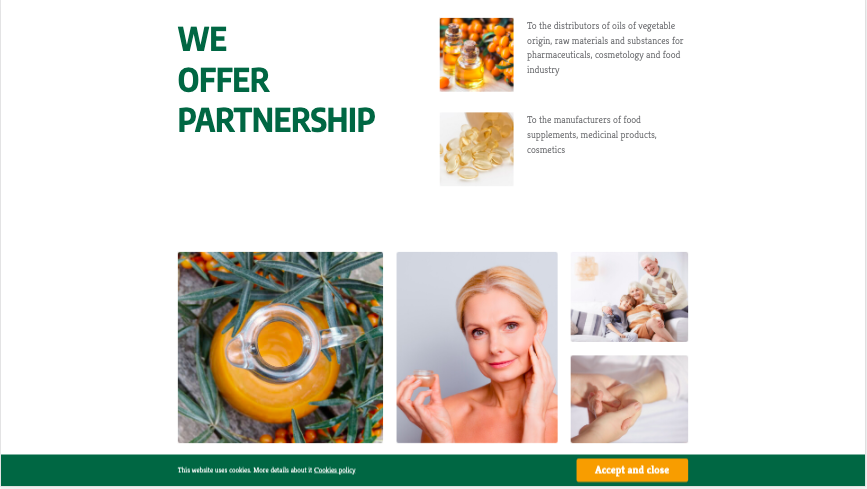 WE
OFFER
PARTNERSHIP
To the distributors of oils of vegetable
origin, raw materials and substances for
pharmaceuticals, cosmetology and food
industry
To the manufacturers of food
supplements, medicinal products,
cosmetics
This website uses cookies. More details about it Cookies policy
Accept and close